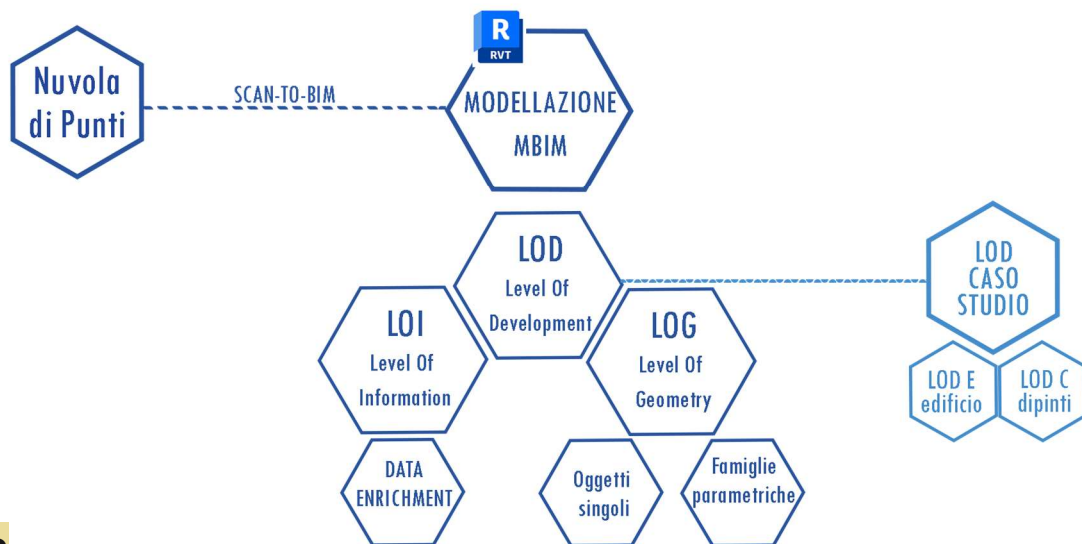 R
RVT
Nuvola
di Punti
SCAN-TO-BIM
MODELLAZIONE
MBIM
LOD
Level Of
Development
LOI
Level Of
Information
LOG
Level Of
Geometry
LOD
CASO
STUDIO
LOD E
edificio
LOD C
dipinti
DATA
ENRICHMENT
Oggetti
singoli
Famiglie
parametriche